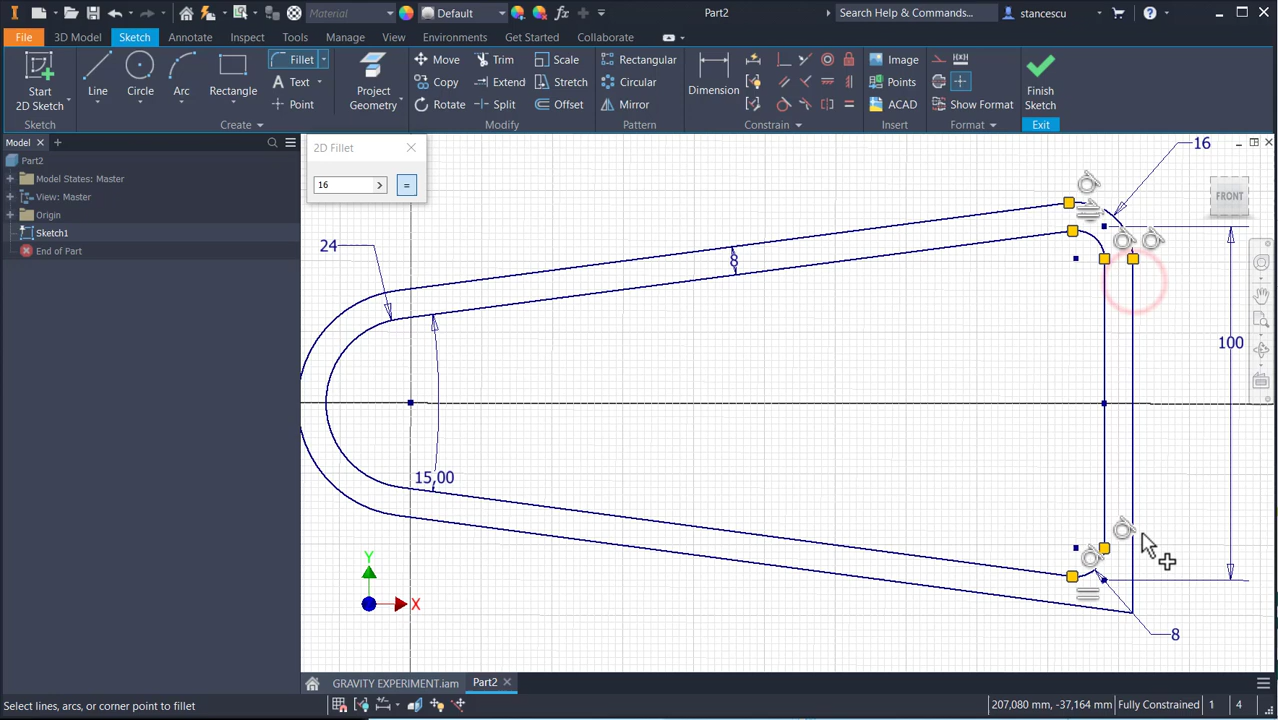 Material
Default
Part2
Search Help & Commands...
stancescu
File
3D Model
Sketch
Annotate
Inspect
Tools
Manage
View
Environments
Get Started
Collaborate
Start
2D Sketch
Sketch
Line
Circle
Arc
Rectangle
Fillet
Text
Point
Create
Project
Geometry
Move
Copy
Rotate
Trim
Extend
Split
Scale
Stretch
Offset
Modify
Rectangular
Circular
Mirror
Pattern
Dimension
Constrain
Image
Points
ACAD
Insert
Show Format
Format
Finish
Sketch
Exit
Model
Part2
Model States: Master
View: Master
Origin
Sketch1
End of Part
2D Fillet
16
=
16
FRONT
24
8
100
15,00
8
Y
X
GRAVITY EXPERIMENT.iam
Part2
Select lines, arcs, or corner point to fillet
207,080 mm, -37,164 mm
Fully Constrained
1
4